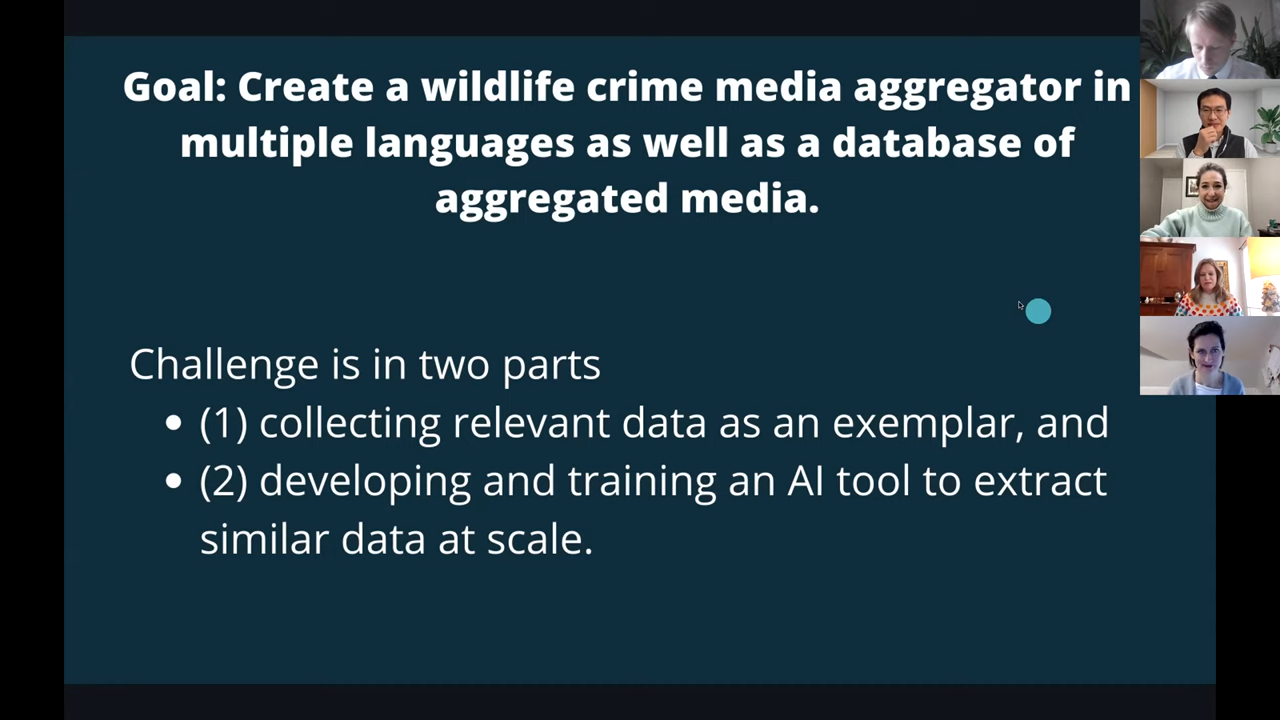 Goal: Create a wildlife crime media aggregator in
multiple languages as well as a database of
aggregated media.
Challenge is in two parts
• (1) collecting relevant data as an exemplar, and
• (2) developing and training an AI tool to extract
similar data at scale.